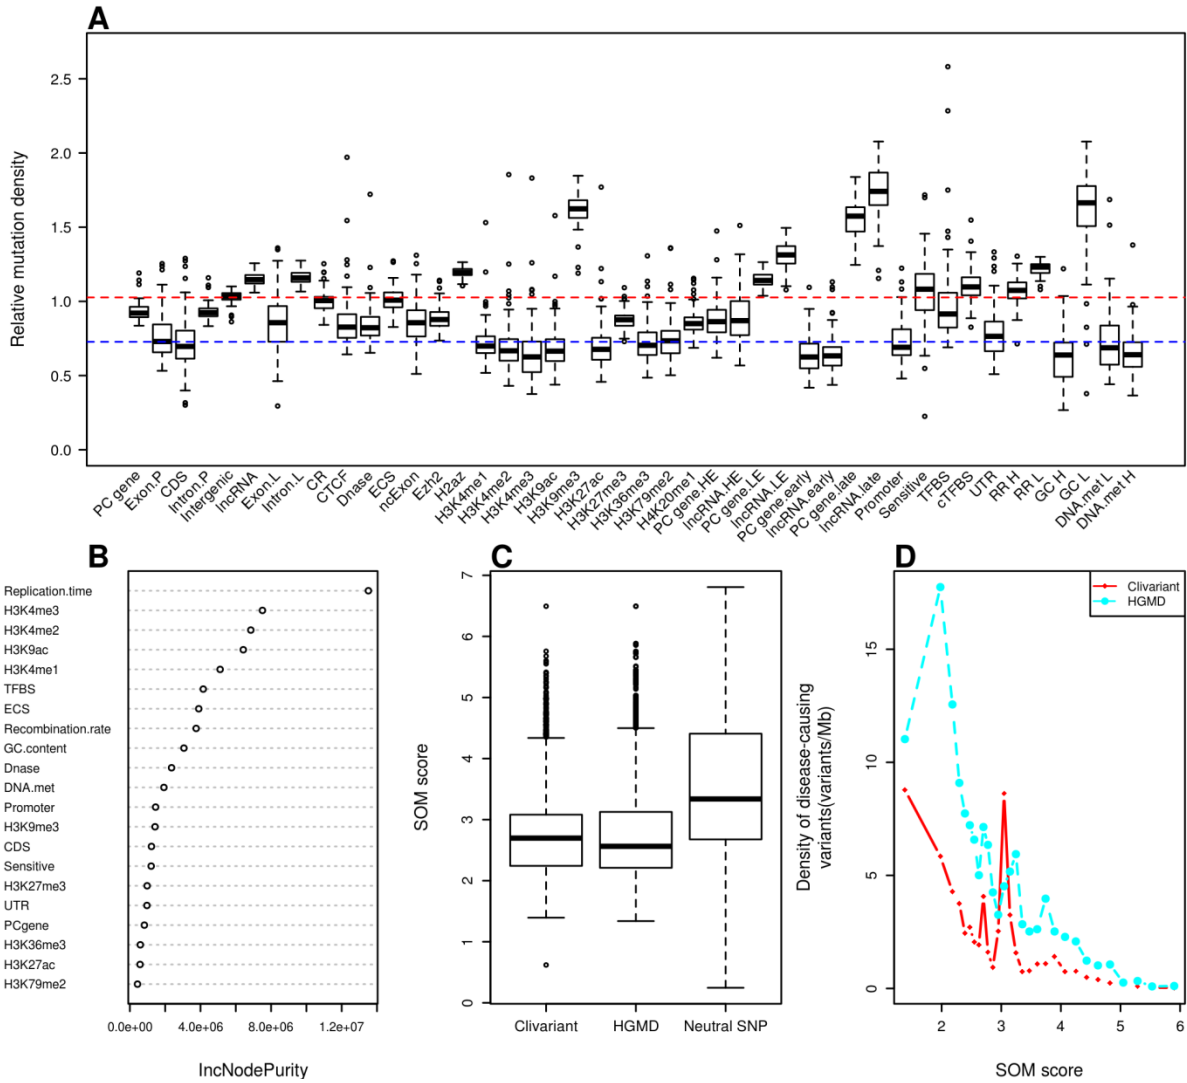 A
Relative mutation density
2.5
2.0
1.5
1.0
0.5
0.0
PC gene
Exon.P
CDS
Intron.P
Intergenic
lncRNA
Exon.L
Intron.L
CR
CTCF
Dnase
ECS
ncExon
Ezh2
H2az
H3K4me1
H3K4me2
H3K4me3
H3K9ac
H3K9me3
H3K27ac
H3K27me3
H3K36me3
H3K79me2
H4K20me1
PC gene.HE
lncRNA.HE
PC gene.LE
lncRNA.LE
PC gene.early
lncRNA.early
PC gene.late
lncRNA.late
Promoter
Sensitive
TFBS
cTFBS
UTR
RR H
RR L
GC H
GC L
DNA.met L
DNA.met H
B
Replication.time
H3K4me3
H3K4me2
H3K9ac
H3K4me1
TFBS
ECS
Recombination.rate
GC.content
Dnase
DNA.met
Promoter
H3K9me3
CDS
Sensitive
H3K27me3
UTR
PCgene
H3K36me3
H3K27ac
H3K79me2
0.0e+00 4.0e+06 8.0e+06 1.2e+07
IncNodePurity
C
SOM score
7
6
5
4
3
2
1
0
Clivariant HGMD Neutral SNP
D
Density of disease-causing
variants(variants/Mb)
15
10
5
0
Clivariant
HGMD
2 3 4 5 6
SOM score